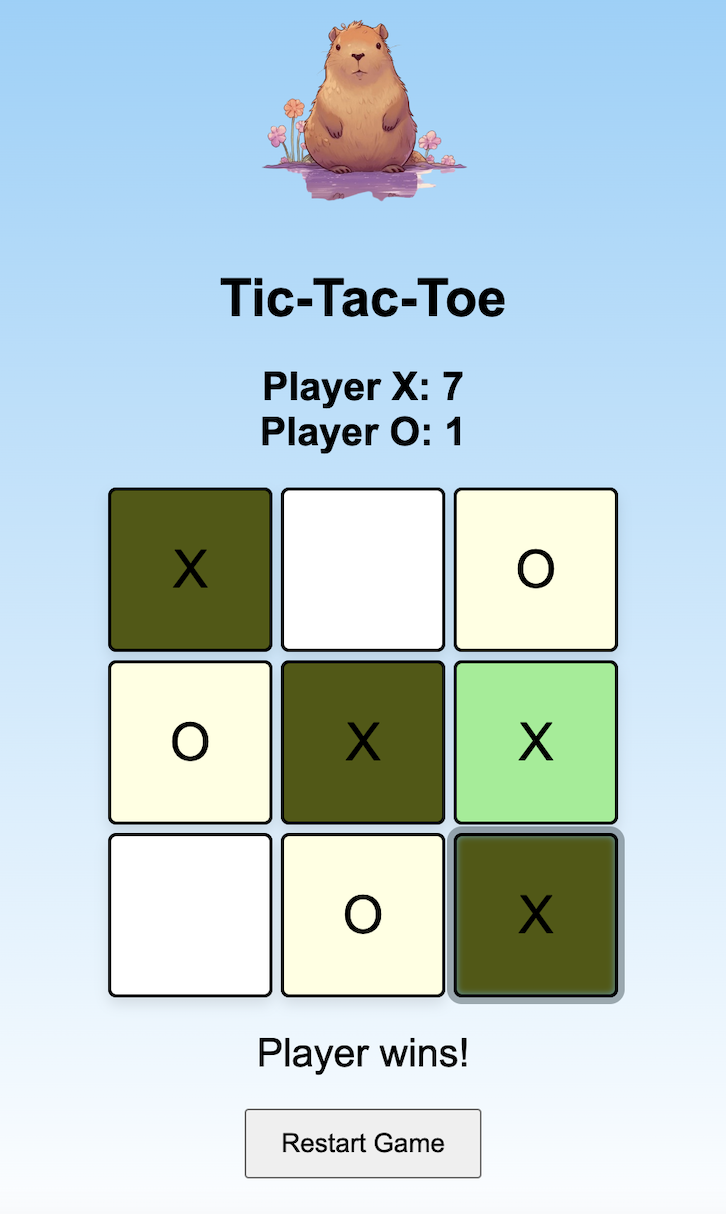 Tic-Tac-Toe
Player X: 7
Player O: 1
X O
O X X
O X
Player wins!
Restart Game